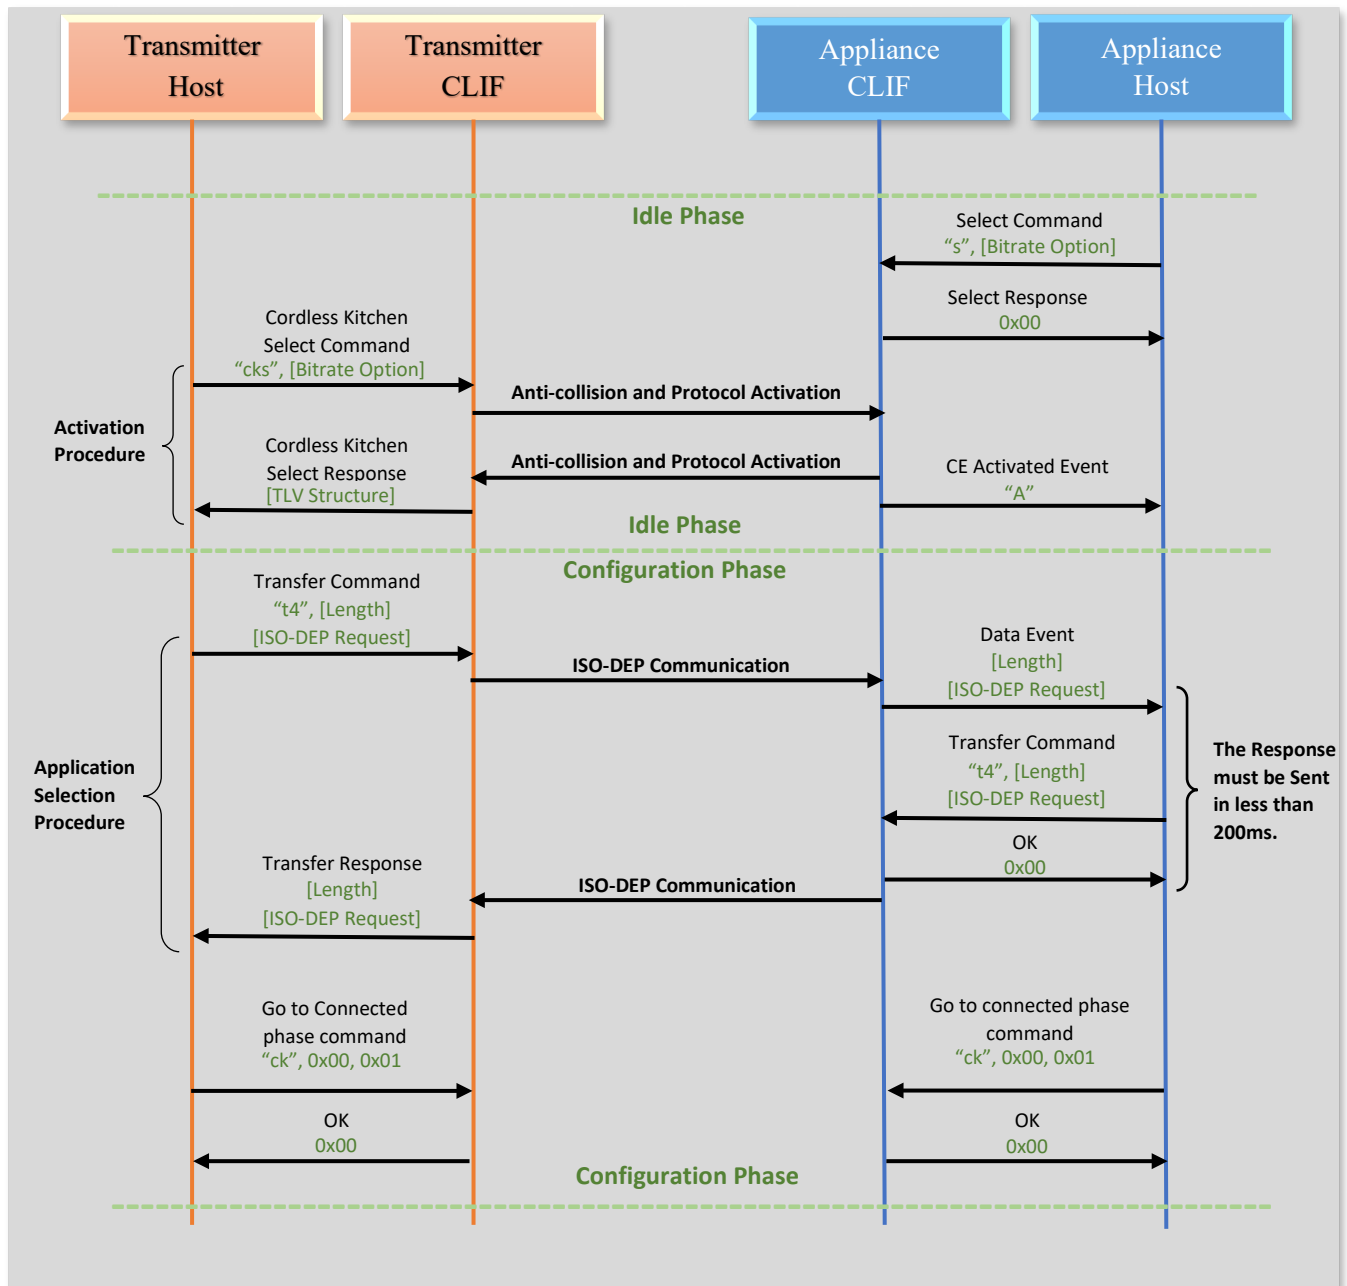 Transmitter
Host
Transmitter
CLIF
Appliance
CLIF
Appliance
Host
Idle Phase
Select Command
“s”, [Bitrate Option]
Select Response
0x00
Cordless Kitchen
Select Command
“cks”, [Bitrate Option]
Anti-collision and Protocol Activation
Activation
Procedure
Cordless Kitchen
Select Response
[TLV Structure]
Anti-collision and Protocol Activation
CE Activated Event
“A”
Idle Phase
Configuration Phase
Transfer Command
“t4”, [Length]
[ISO-DEP Request]
ISO-DEP Communication
Data Event
[Length]
[ISO-DEP Request]
Transfer Command
“t4”, [Length]
[ISO-DEP Request]
The Response
must be Sent
in less than
200ms.
Application
Selection
Procedure
OK
0x00
Transfer Response
[Length]
[ISO-DEP Request]
ISO-DEP Communication
Go to Connected
phase command
“ck”, 0x00, 0x01
Go to connected phase
command
“ck”, 0x00, 0x01
OK
0x00
OK
0x00
Configuration Phase